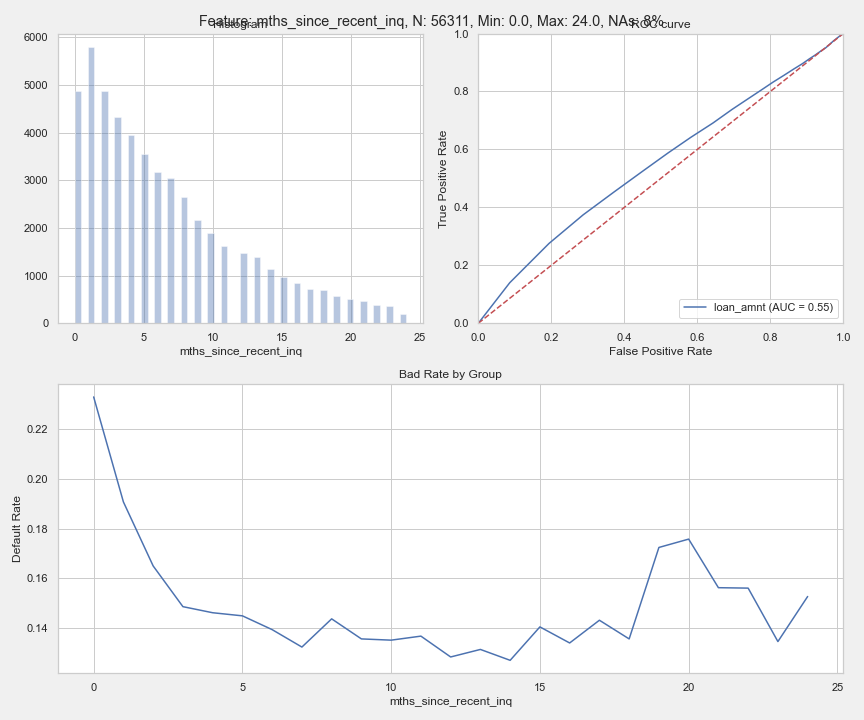 Feature: mths_since_recent_inq, N: 56311, Min: 0.0, Max: 24.0, NAs: 8%
Histogram
6000
5000
4000
3000
2000
1000
0
0 5 10 15 20 25
mths_since_recent_inq
ROC curve
True Positive Rate
1.0
0.8
0.6
0.4
0.2
0.0
loan_amnt (AUC = 0.55)
0.0 0.2 0.4 0.6 0.8 1.0
False Positive Rate
Bad Rate by Group
Default Rate
0.22
0.20
0.18
0.16
0.14
0 5 10 15 20 25
mths_since_recent_inq